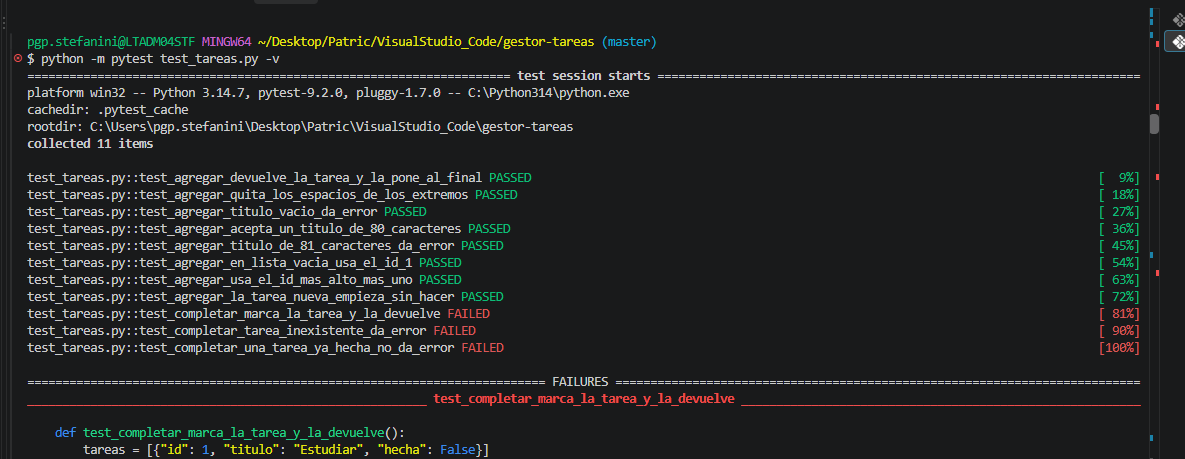 pgp.stefanini@LTADM04STF MINGW64 ~/Desktop/Patric/VisualStudio_Code/gestor-tareas (master)
$ python -m pytest test_tareas.py -v
===================================================================== test session starts =====================================================================
platform win32 -- Python 3.14.7, pytest-9.2.0, pluggy-1.7.0 -- C:\Python314\python.exe
cachedir: .pytest_cache
rootdir: C:\Users\pgp.stefanini\Desktop\Patric\VisualStudio_Code\gestor-tareas
collected 11 items
test_tareas.py::test_agregar_devuelve_la_tarea_y_la_pone_al_final PASSED [  9%]
test_tareas.py::test_agregar_quita_los_espacios_de_los_extremos PASSED [ 18%]
test_tareas.py::test_agregar_titulo_vacio_da_error PASSED [ 27%]
test_tareas.py::test_agregar_acepta_un_titulo_de_80_caracteres PASSED [ 36%]
test_tareas.py::test_agregar_titulo_de_81_caracteres_da_error PASSED [ 45%]
test_tareas.py::test_agregar_en_lista_vacia_usa_el_id_1 PASSED [ 54%]
test_tareas.py::test_agregar_usa_el_id_mas_alto_mas_uno PASSED [ 63%]
test_tareas.py::test_agregar_la_tarea_nueva_empieza_sin_hacer PASSED [ 72%]
test_tareas.py::test_completar_marca_la_tarea_y_la_devuelve FAILED [ 81%]
test_tareas.py::test_completar_tarea_inexistente_da_error FAILED [ 90%]
test_tareas.py::test_completar_una_tarea_ya_hecha_no_da_error FAILED [100%]
========================================================================== FAILURES ===========================================================================
_________________________________________________________ test_completar_marca_la_tarea_y_la_devuelve _________________________________________________________
def test_completar_marca_la_tarea_y_la_devuelve():
tareas = [{"id": 1, "titulo": "Estudiar", "hecha": False}]